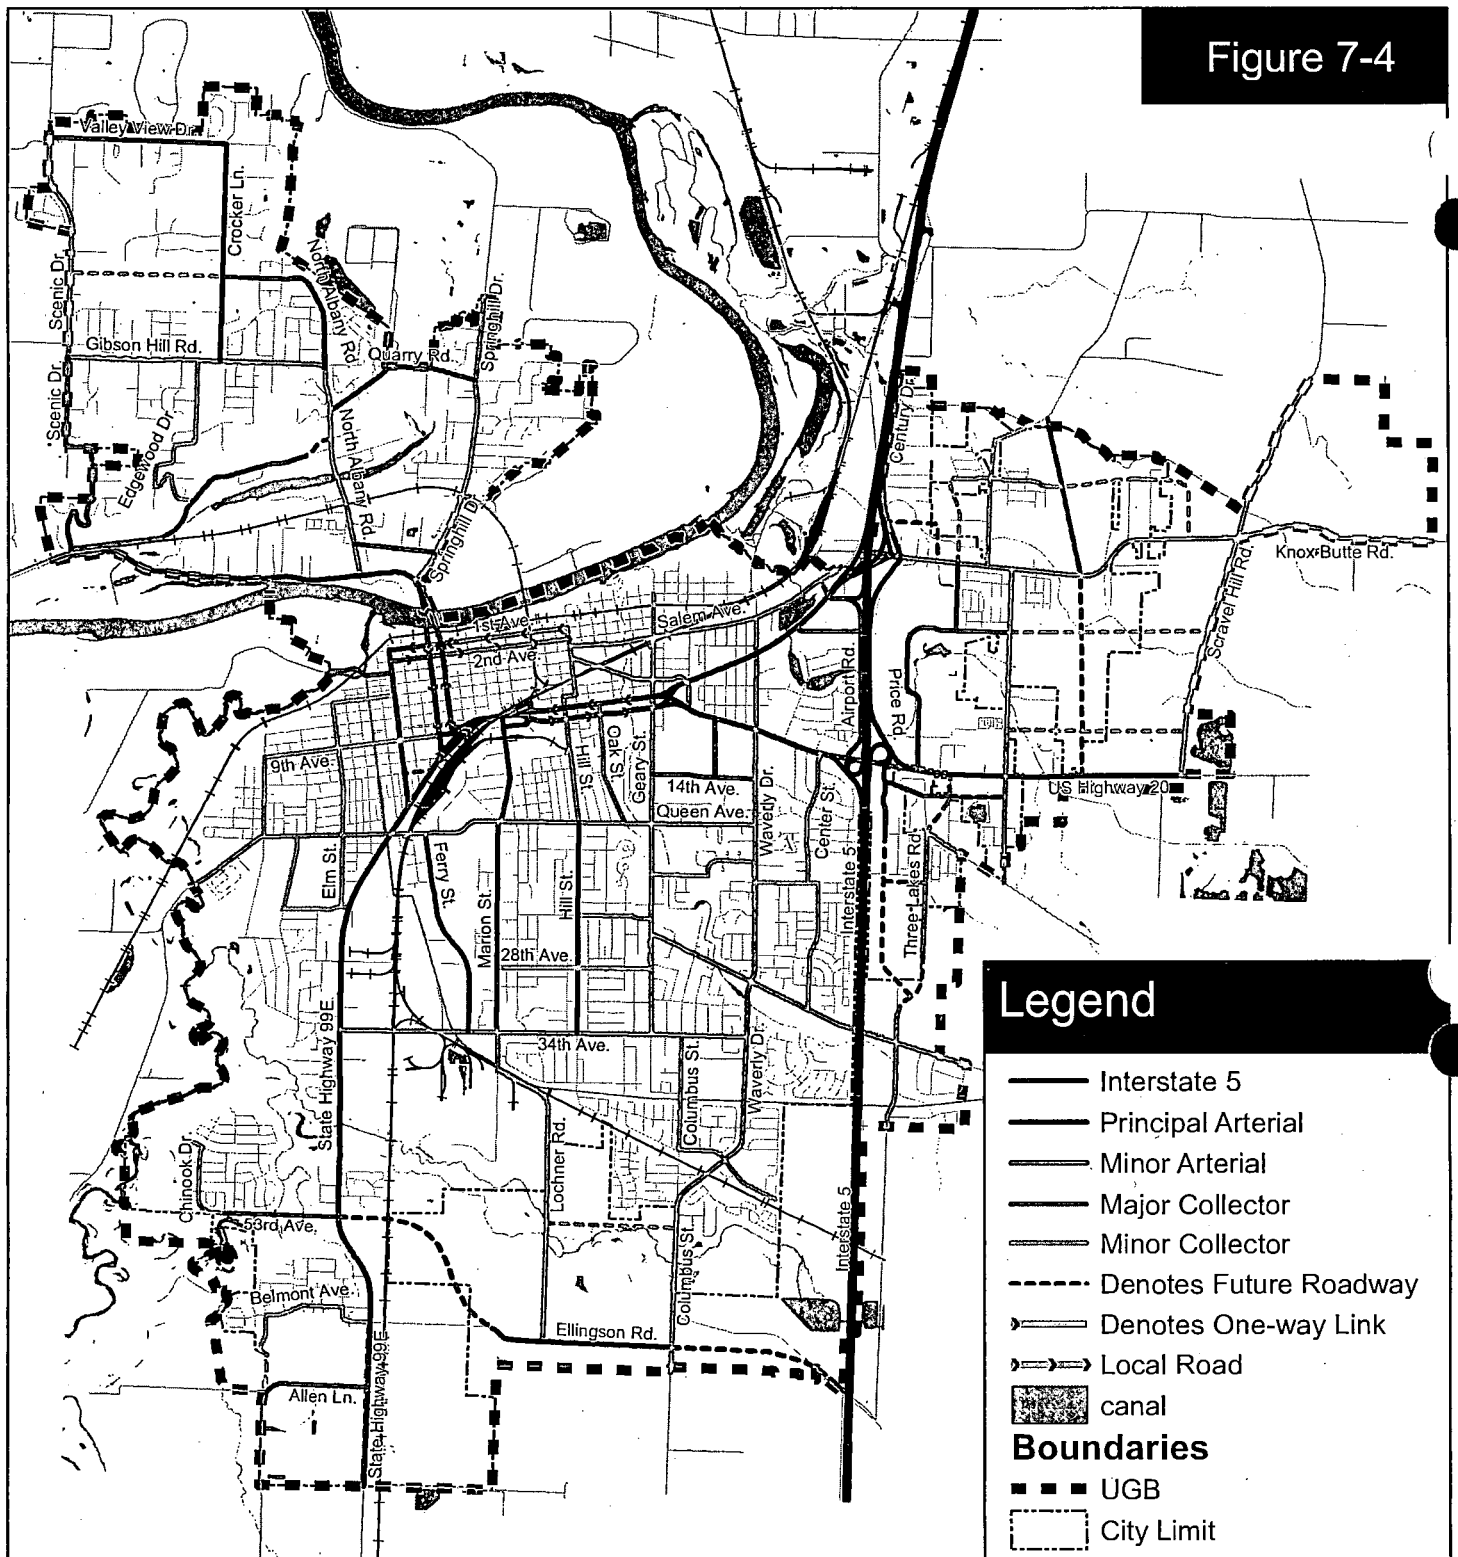 Figure 7-4
Valley View Dr.
Crocker Ln.
North Albany Rd.
Scenic Dr.
Springhill Dr.
Gibson Hill Rd.
Quarry Rd.
Scenic Dr.
Century Dr.
Edgewood Dr.
North Albany Rd.
Springhill D
Knox Butte Rd.
Scravel Hill Rd.
1st Ave.
Salem Ave.
2nd Ave.
Airport Rd.
Price Rd.
9th Ave.
Hill St.
Oak St.
Geary St.
14th Ave.
Queen Ave.
Waverly Dr.
Center St.
US Highway 20
Elm St.
Ferry St.
Marion St.
Hill St.
Interstate 5
Three Lakes Rd.
28th Ave.
State Highway 99E
34th Ave.
Columbus St.
Waverly Dr.
Chinook Dr.
Lochner Rd.
53rd Ave.
Columbus St.
Interstate 5
Belmont Ave.
Ellingson Rd.
State Highway 99E
Allen Ln.
Legend
Interstate 5
Principal Arterial
Minor Arterial
Major Collector
Minor Collector
Denotes Future Roadway
Denotes One-way Link
Local Road
canal
Boundaries
UGB
City Limit